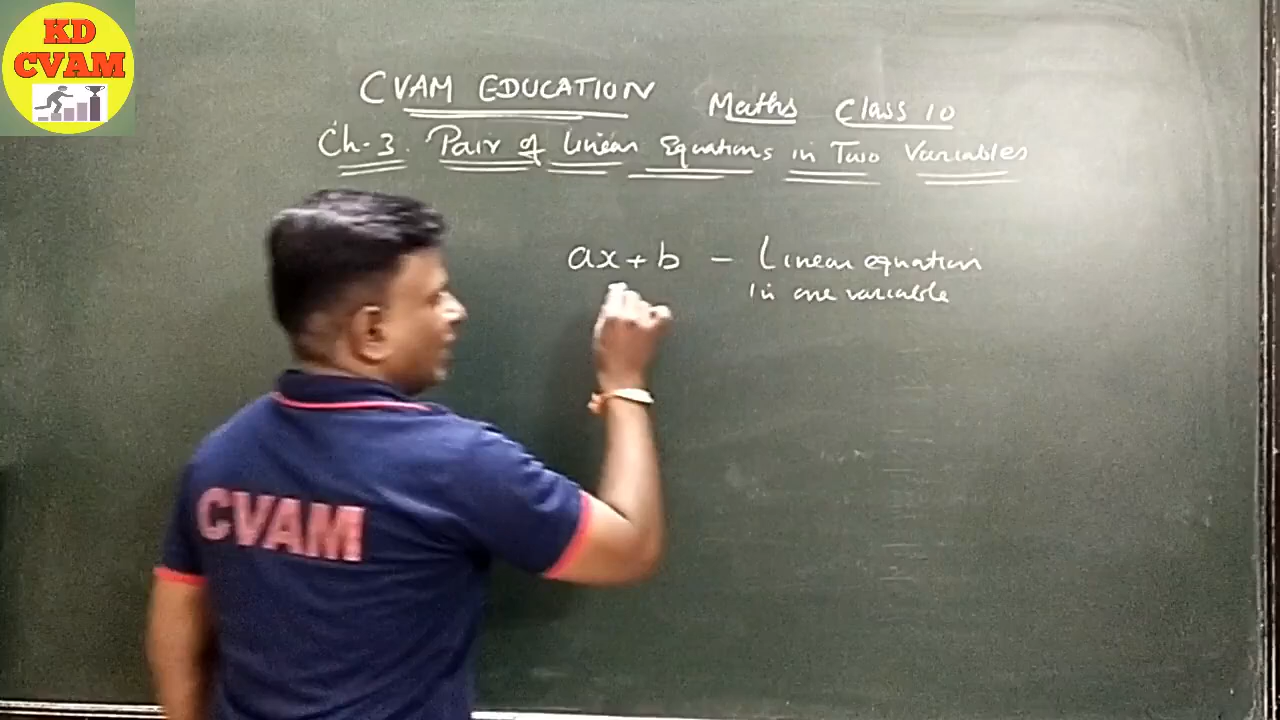 KD
CVAM
CVAM EDUCATION Maths Class 10
Ch-3. Pair of Linear Equations in Two Variables
ax + b - Linear equation
in one variable
CVAM